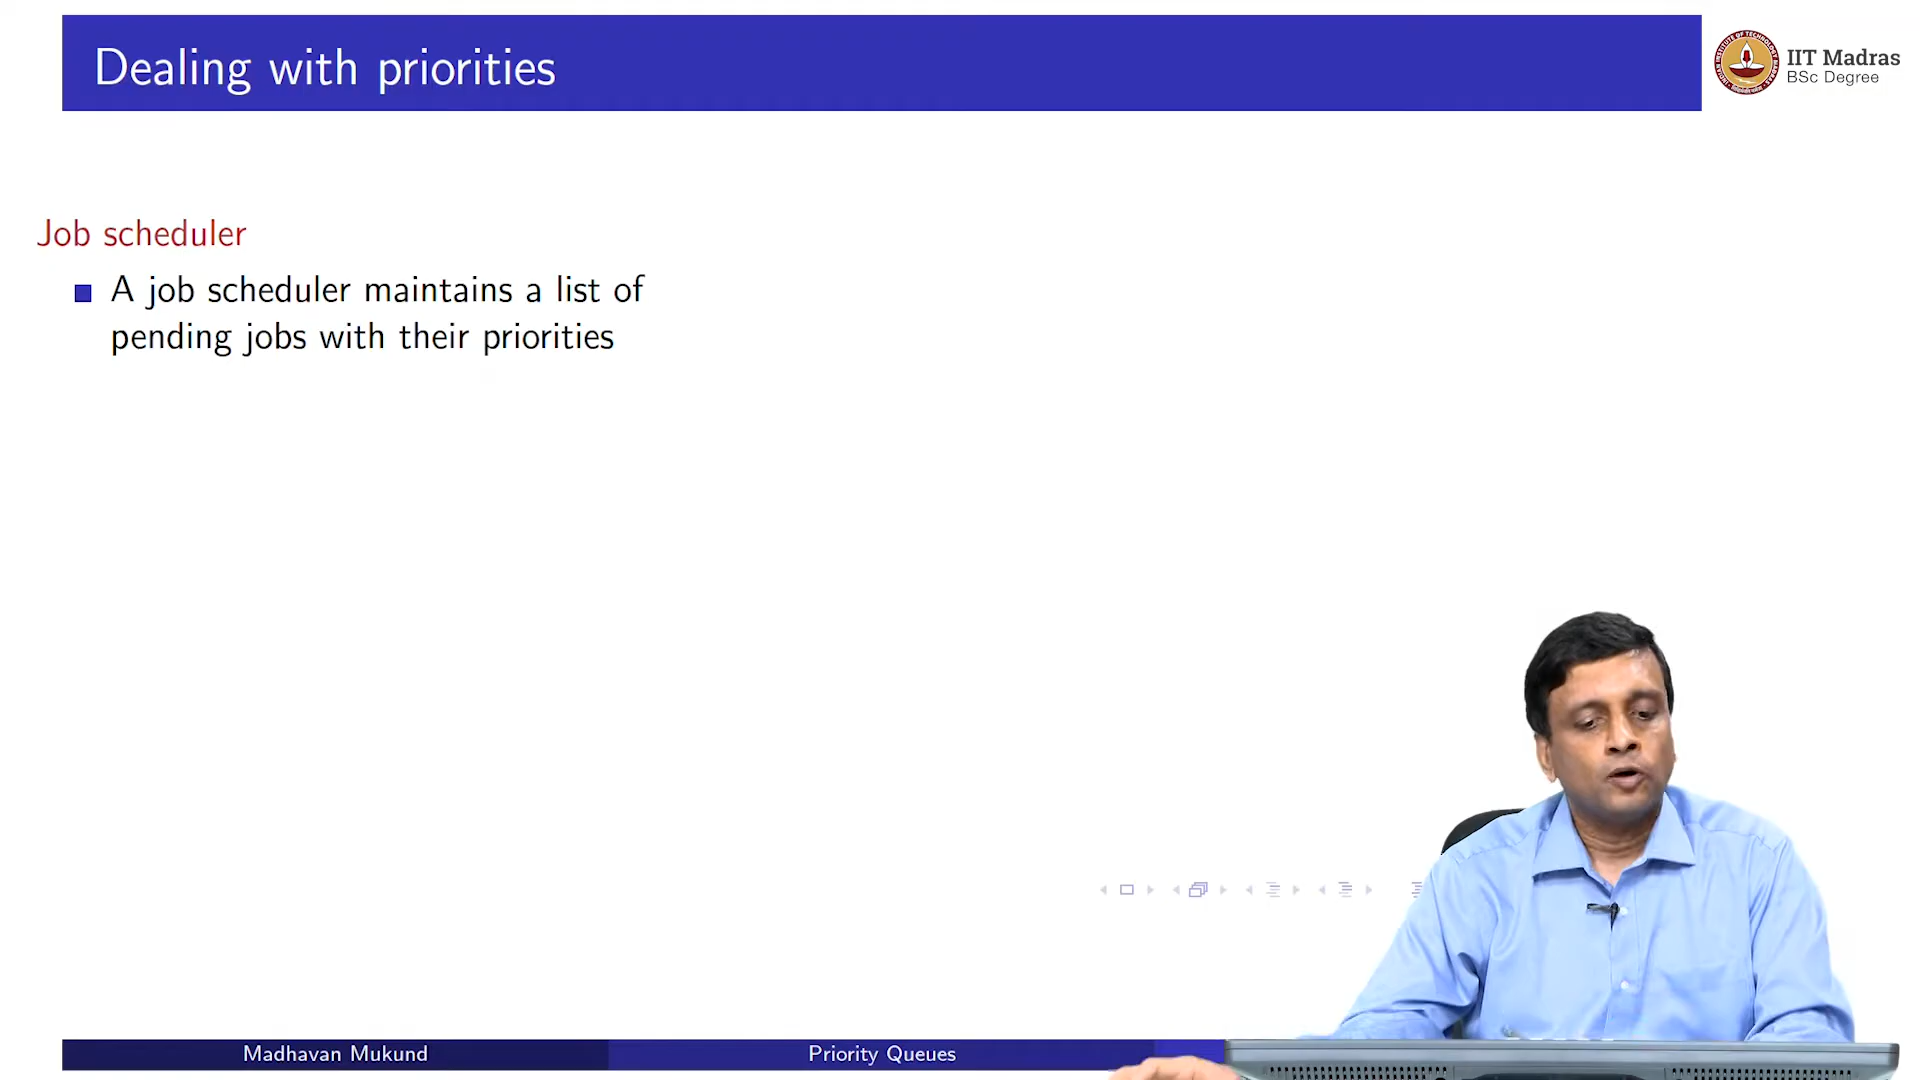 Dealing with priorities
IIT Madras
BSc Degree
Job scheduler
A job scheduler maintains a list of
pending jobs with their priorities
Madhavan Mukund
Priority Queues